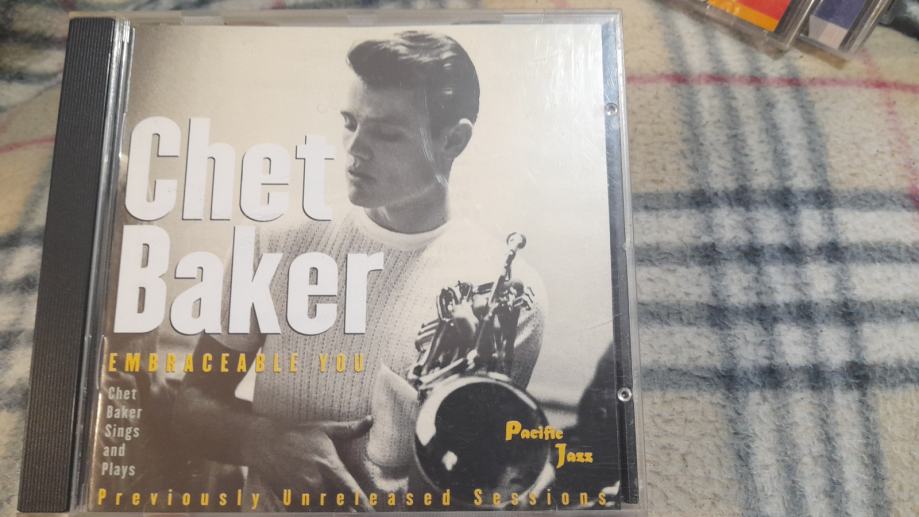 Chet
Baker
EMBRACEABLE YOU
Chet
Baker
Sings
and
Plays
Pacific
Jazz
Previously Unreleased Sessions